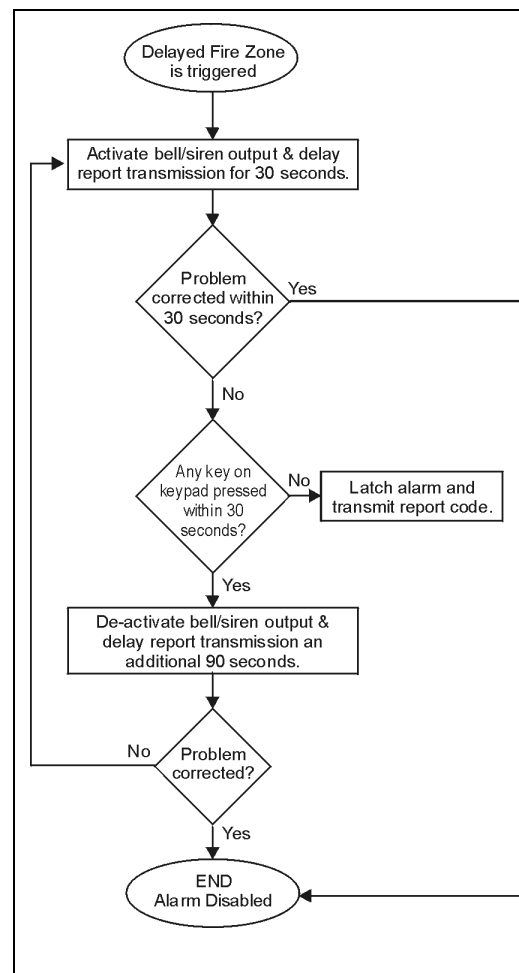 Delayed Fire Zone
is triggered
Activate bell/siren output & delay
report transmission for 30 seconds.
Problem
corrected within
30 seconds?
Yes
No
Any key on
keypad pressed
within 30
seconds?
No
Latch alarm and
transmit report code.
Yes
De-activate bell/siren output &
delay report transmission an
additional 90 seconds.
No
Problem
corrected?
Yes
END
Alarm Disabled